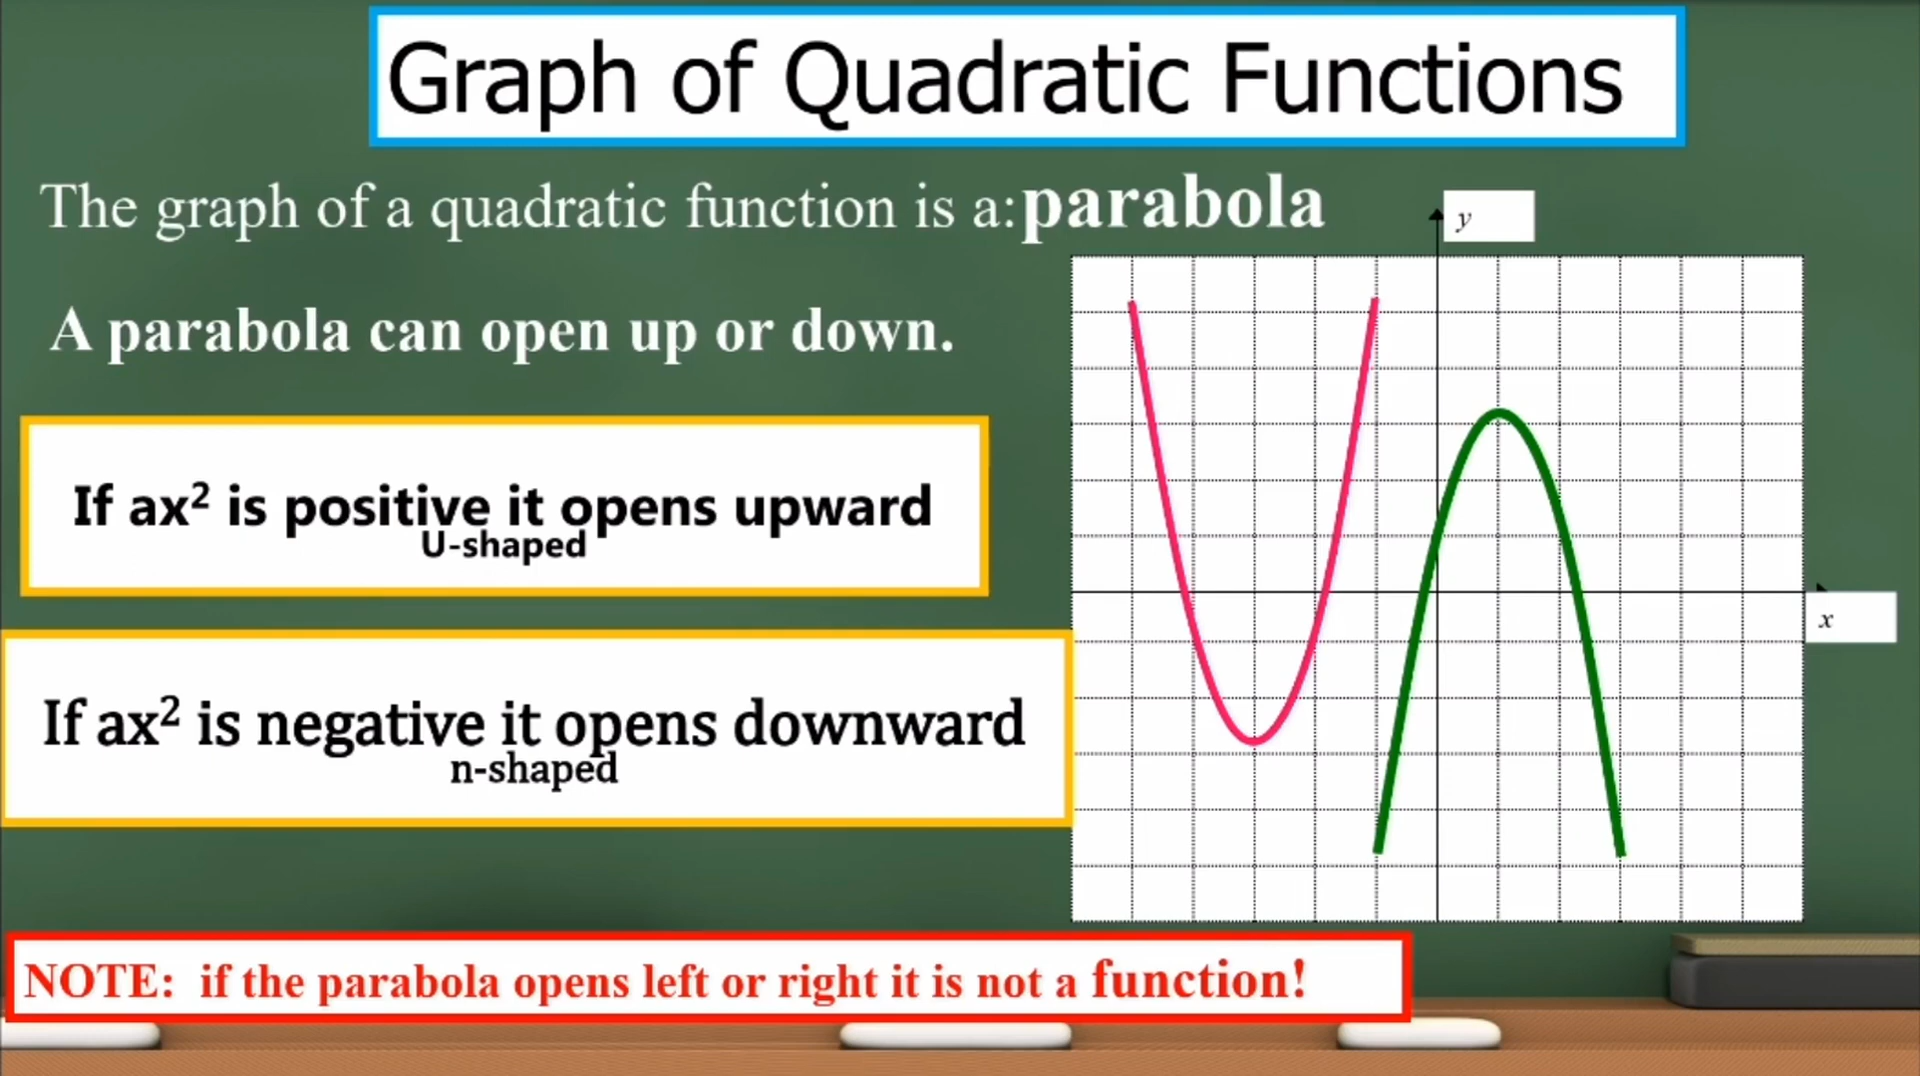 Graph of Quadratic Functions
The graph of a quadratic function is a: parabola
y
A parabola can open up or down.
If ax² is positive it opens upward
U-shaped
x
If ax² is negative it opens downward
n-shaped
NOTE: if the parabola opens left or right it is not a function!